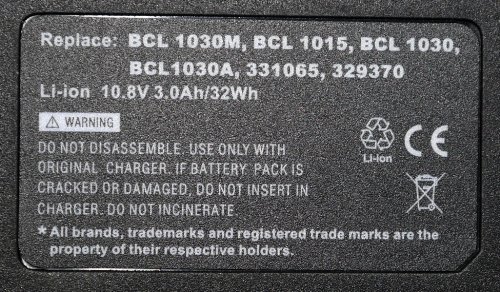 Replace: BCL 1030M, BCL 1015, BCL 1030,
BCL1030A, 331065, 329370
Li-ion 10.8V 3.0Ah/32Wh
WARNING
DO NOT DISASSEMBLE. USE ONLY WITH
ORIGINAL CHARGER. IF BATTERY PACK IS
CRACKED OR DAMAGED, DO NOT INSERT IN
CHARGER. DO NOT INCINERATE.
Li-ion
* All brands, trademarks and registered trade marks are the
property of their respective holders.